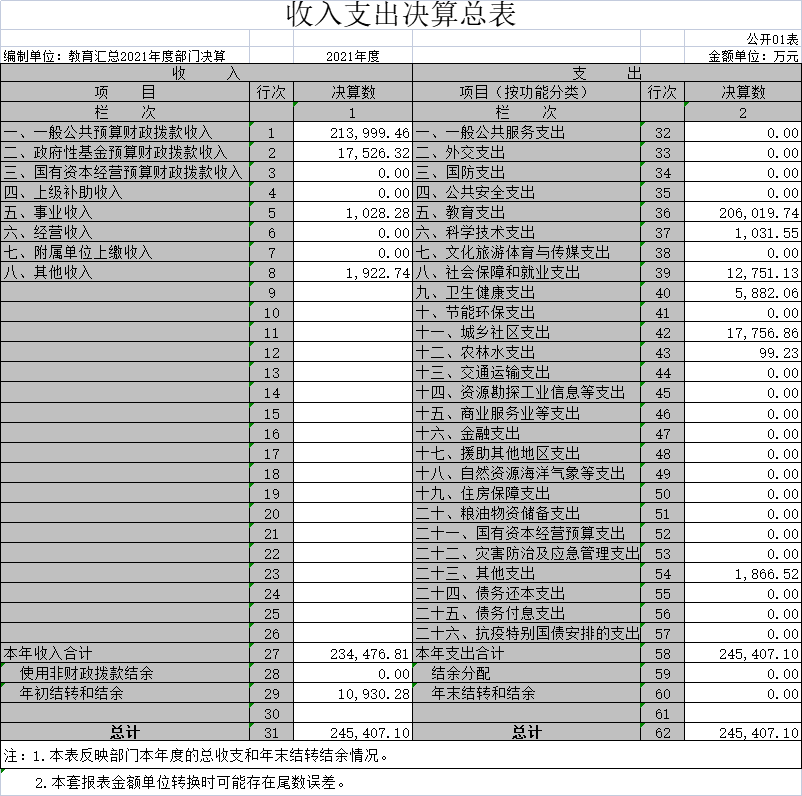 收入支出决算总表
公开01表
编制单位：教育汇总2021年度部门决算 2021年度 金额单位：万元
收 入 支 出
项 目 行次 决算数 项目（按功能分类） 行次 决算数
栏 次 1 栏 次 2
一、一般公共预算财政拨款收入 1 213,999.46 一、一般公共服务支出 32 0.00
二、政府性基金预算财政拨款收入 2 17,526.32 二、外交支出 33 0.00
三、国有资本经营预算财政拨款收入 3 0.00 三、国防支出 34 0.00
四、上级补助收入 4 0.00 四、公共安全支出 35 0.00
五、事业收入 5 1,028.28 五、教育支出 36 206,019.74
六、经营收入 6 0.00 六、科学技术支出 37 1,031.55
七、附属单位上缴收入 7 0.00 七、文化旅游体育与传媒支出 38 0.00
八、其他收入 8 1,922.74 八、社会保障和就业支出 39 12,751.13
9 九、卫生健康支出 40 5,882.06
10 十、节能环保支出 41 0.00
11 十一、城乡社区支出 42 17,756.86
12 十二、农林水支出 43 99.23
13 十三、交通运输支出 44 0.00
14 十四、资源勘探工业信息等支出 45 0.00
15 十五、商业服务业等支出 46 0.00
16 十六、金融支出 47 0.00
17 十七、援助其他地区支出 48 0.00
18 十八、自然资源海洋气象等支出 49 0.00
19 十九、住房保障支出 50 0.00
20 二十、粮油物资储备支出 51 0.00
21 二十一、国有资本经营预算支出 52 0.00
22 二十二、灾害防治及应急管理支出 53 0.00
23 二十三、其他支出 54 1,866.52
24 二十四、债务还本支出 55 0.00
25 二十五、债务付息支出 56 0.00
26 二十六、抗疫特别国债安排的支出 57 0.00
本年收入合计 27 234,476.81 本年支出合计 58 245,407.10
使用非财政拨款结余 28 0.00 结余分配 59 0.00
年初结转和结余 29 10,930.28 年末结转和结余 60 0.00
30 61
总计 31 245,407.10 总计 62 245,407.10
注：1.本表反映部门本年度的总收支和年末结转结余情况。
2.本套报表金额单位转换时可能存在尾数误差。